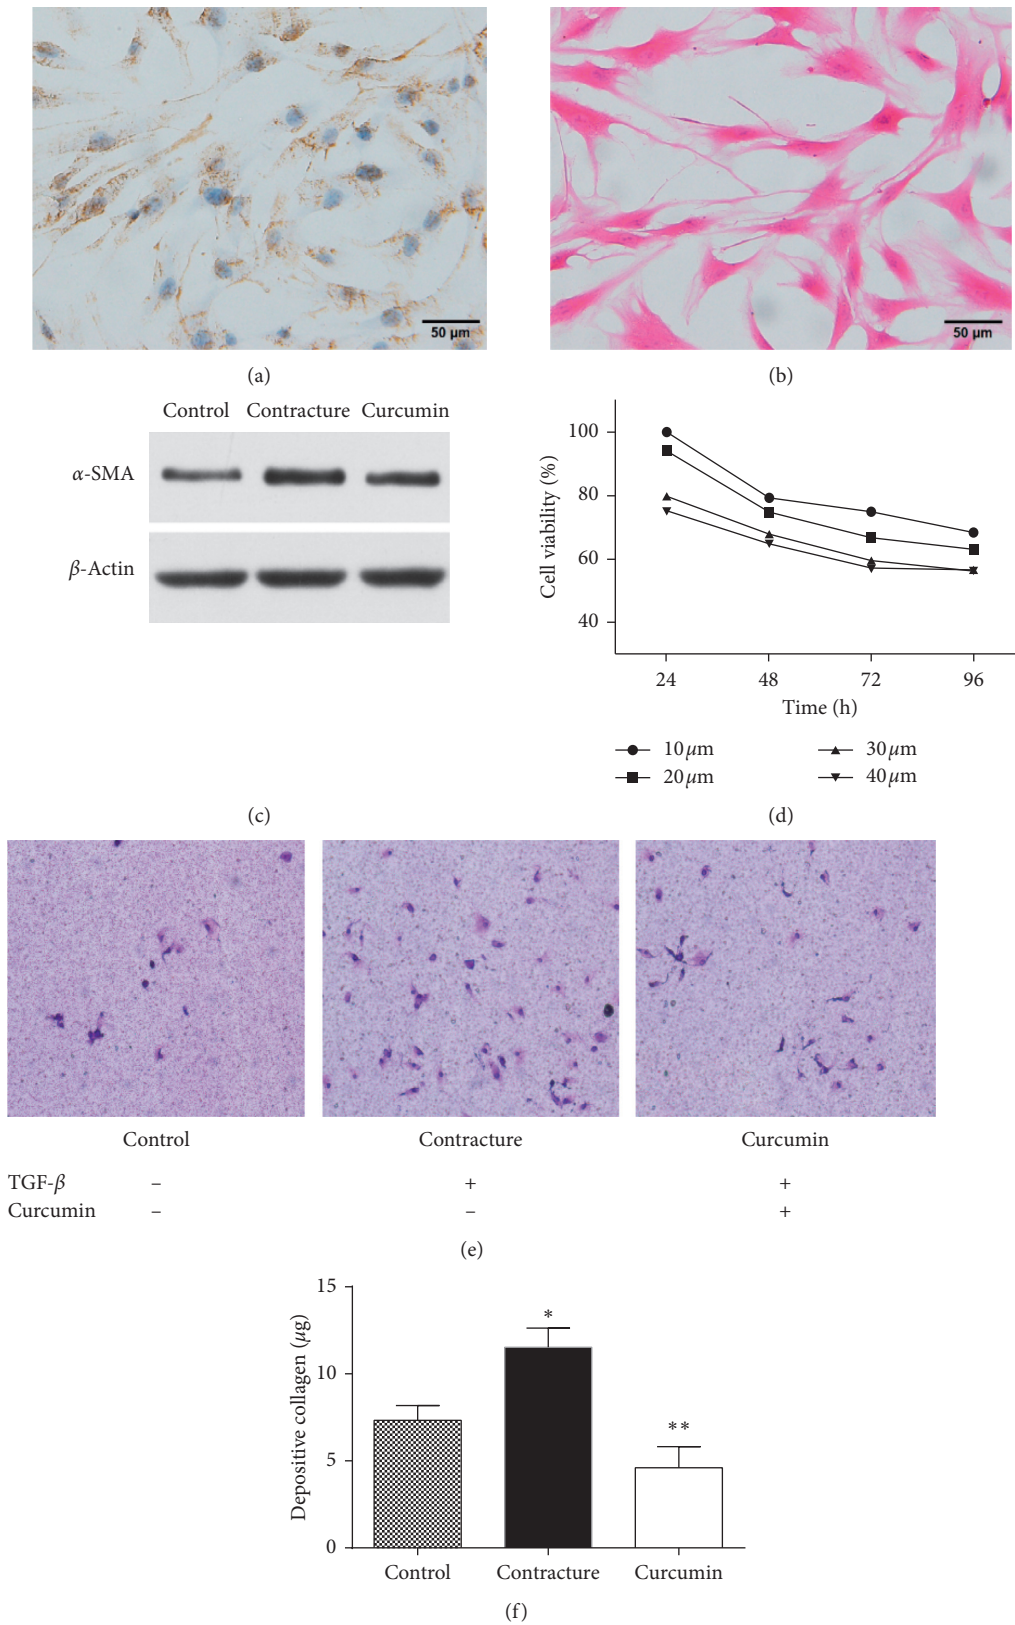 50 μm
50 μm
(a)
(b)
Control Contracture Curcumin
α-SMA
β-Actin
(c)
100
80
60
40
Cell viability (%)
24 48 72 96
Time (h)
10 μm
20 μm
30 μm
40 μm
(d)
Control Contracture Curcumin
TGF-β – + +
Curcumin – – +
(e)
15
10
5
0
Depositive collagen (μg)
*
**
Control Contracture Curcumin
(f)